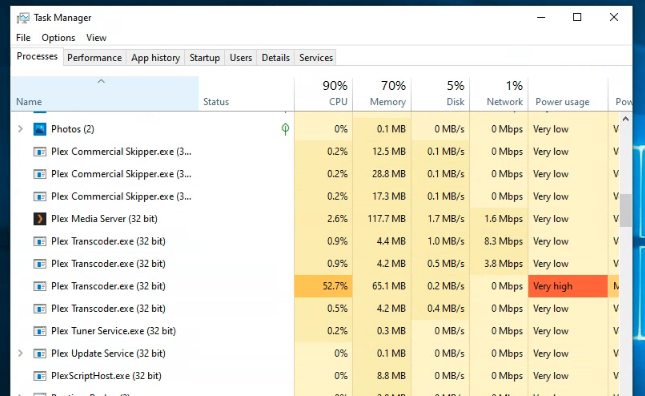 Task Manager
File Options View
Processes Performance App history Startup Users Details Services
90% 70% 5% 1%
Name Status CPU Memory Disk Network Power usage
Photos (2) 0% 0.1 MB 0 MB/s 0 Mbps Very low
Plex Commercial Skipper.exe (3... 0.2% 12.5 MB 0.1 MB/s 0 Mbps Very low
Plex Commercial Skipper.exe (3... 0.2% 28.8 MB 0.1 MB/s 0 Mbps Very low
Plex Commercial Skipper.exe (3... 0.2% 17.3 MB 0.1 MB/s 0 Mbps Very low
Plex Media Server (32 bit) 2.6% 117.7 MB 1.7 MB/s 1.6 Mbps Very low
Plex Transcoder.exe (32 bit) 0.9% 4.4 MB 1.0 MB/s 8.3 Mbps Very low
Plex Transcoder.exe (32 bit) 0.9% 4.2 MB 0.5 MB/s 3.8 Mbps Very low
Plex Transcoder.exe (32 bit) 52.7% 65.1 MB 0.2 MB/s 0 Mbps Very high
Plex Transcoder.exe (32 bit) 0.5% 4.2 MB 0.4 MB/s 0 Mbps Very low
Plex Tuner Service.exe (32 bit) 0.2% 0.3 MB 0 MB/s 0 Mbps Very low
Plex Update Service (32 bit) 0% 0.1 MB 0 MB/s 0 Mbps Very low
PlexScriptHost.exe (32 bit) 0% 8.8 MB 0 MB/s 0 Mbps Very low